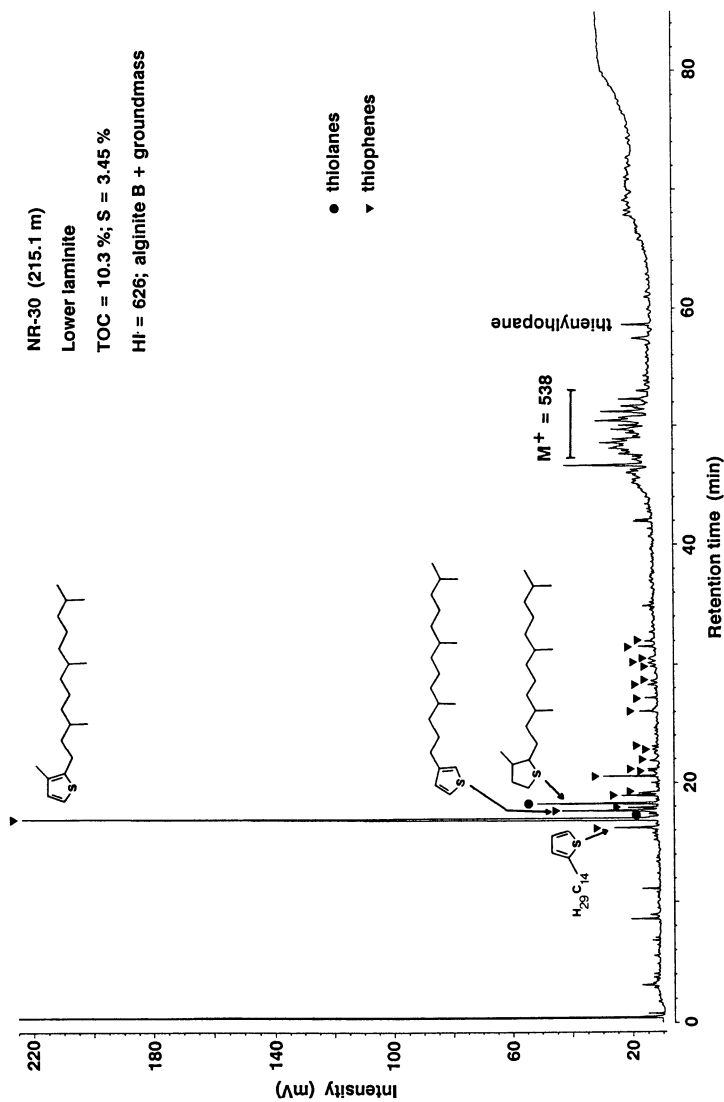 NR-30 (215.1 m)
Lower laminite
TOC = 10.3 %; S = 3.45 %
HI = 626; alginite B + groundmass
● thiolanes
▼ thiophenes
S
S
S
S
H29C14
M+ = 538
thienylhopane
Intensity (mV)
220
180
140
100
60
20
0
20
40
60
80
Retention time (min)